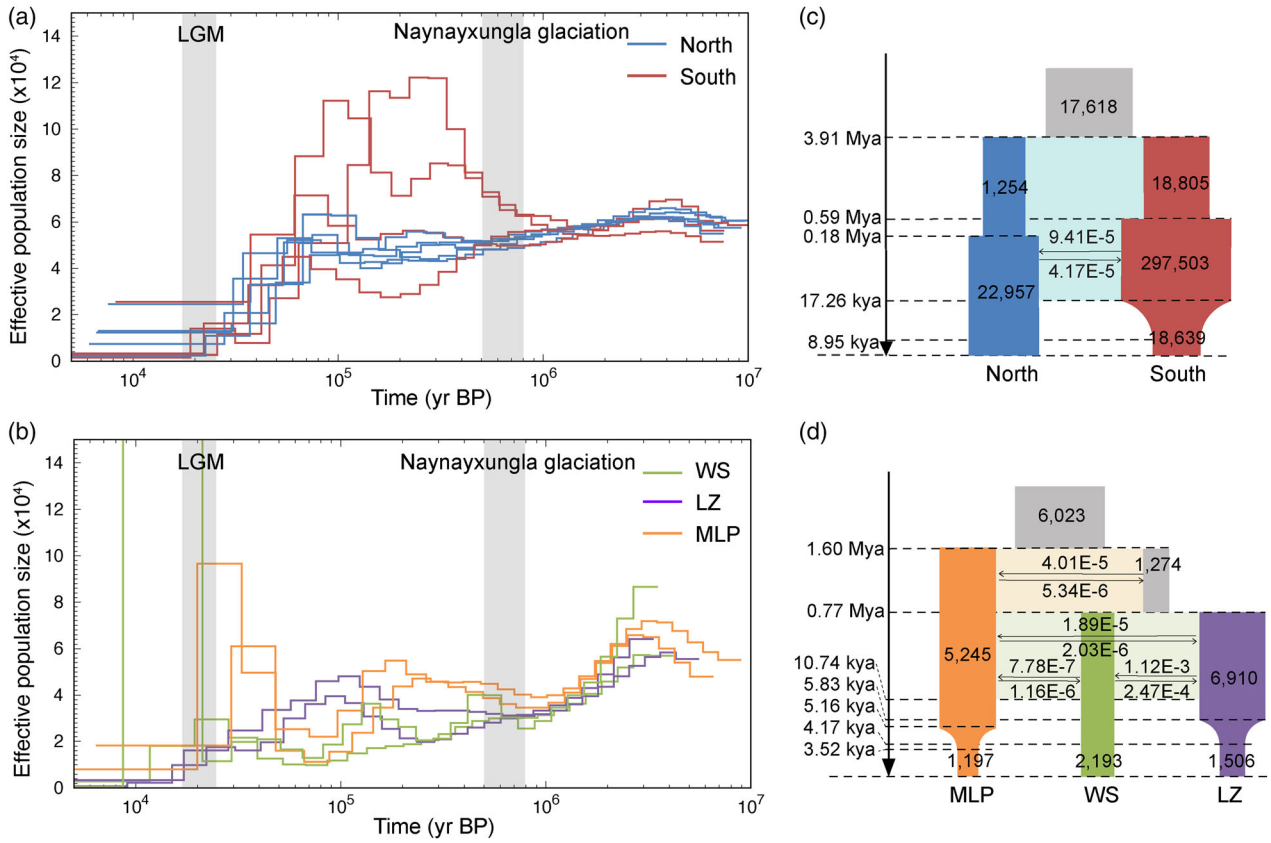 (a)
Effective population size (x10⁴)
14
12
10
8
6
4
2
0
LGM
Naynayxungla glaciation
North
South
10⁴
10⁵
10⁶
10⁷
Time (yr BP)
(c)
17,618
3.91 Mya
1,254
18,805
0.59 Mya
0.18 Mya
9.41E-5
4.17E-5
297,503
22,957
17.26 kya
8.95 kya
18,639
North
South
(b)
Effective population size (x10⁴)
14
12
10
8
6
4
2
0
LGM
Naynayxungla glaciation
WS
LZ
MLP
10⁴
10⁵
10⁶
10⁷
Time (yr BP)
(d)
6,023
1.60 Mya
4.01E-5
1,274
5.34E-6
0.77 Mya
1.89E-5
2.03E-6
5,245
6,910
10.74 kya
7.78E-7
1.12E-3
5.83 kya
1.16E-6
2.47E-4
5.16 kya
4.17 kya
3.52 kya
1,197
2,193
1,506
MLP
WS
LZ